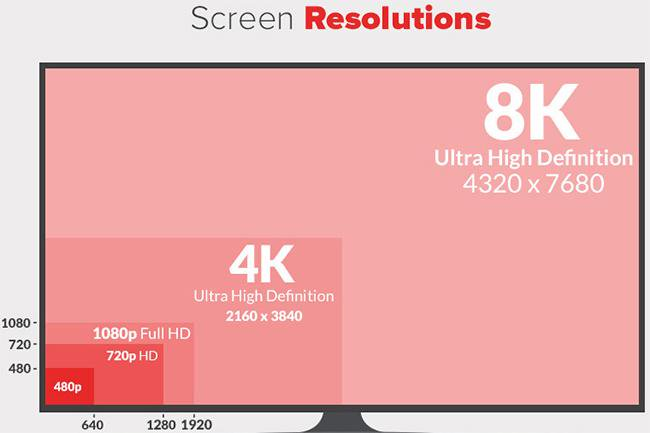 Screen Resolutions
8K
Ultra High Definition
4320 x 7680
4K
Ultra High Definition
2160 x 3840
1080 -
1080p Full HD
720 -
720p HD
480 -
480p
640 1280 1920